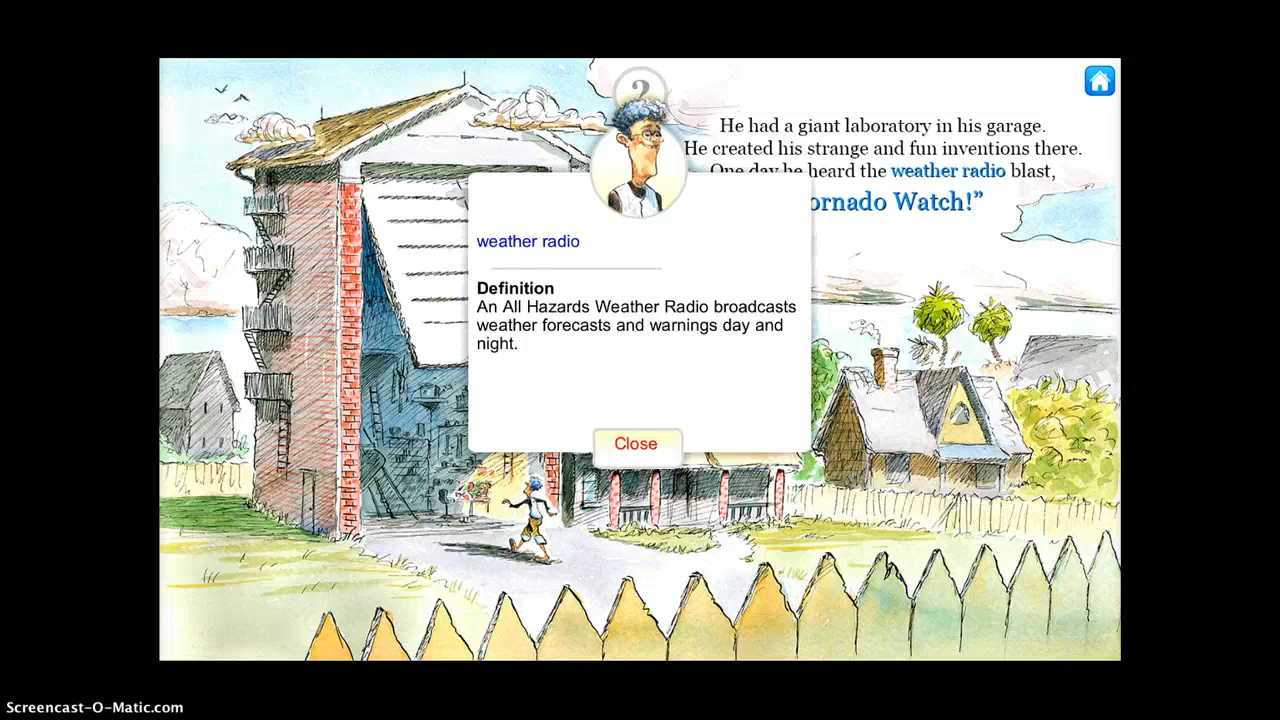 ?
He had a giant laboratory in his garage.
He created his strange and fun inventions there.
One day he heard the weather radio blast,
ornado Watch!”
weather radio
Definition
An All Hazards Weather Radio broadcasts
weather forecasts and warnings day and
night.
Close
Screencast-O-Matic.com